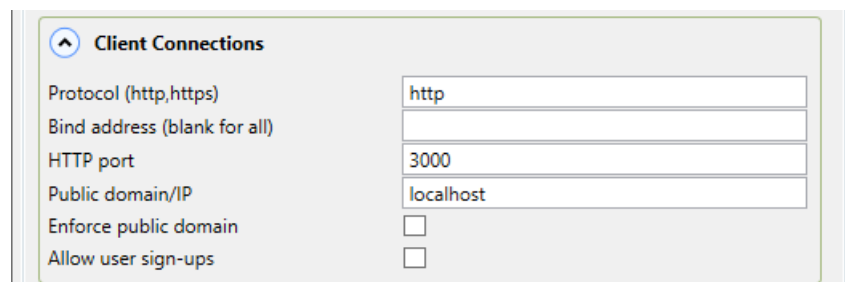 Client Connections
Protocol (http,https) http
Bind address (blank for all)
HTTP port 3000
Public domain/IP localhost
Enforce public domain
Allow user sign-ups